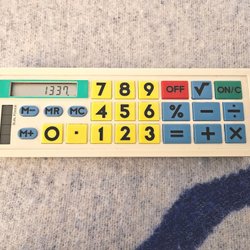 1337.
7 8 9 OFF √ ON/C
M− MR MC 4 5 6 % − ÷
M+ 0 · 1 2 3 = + ×